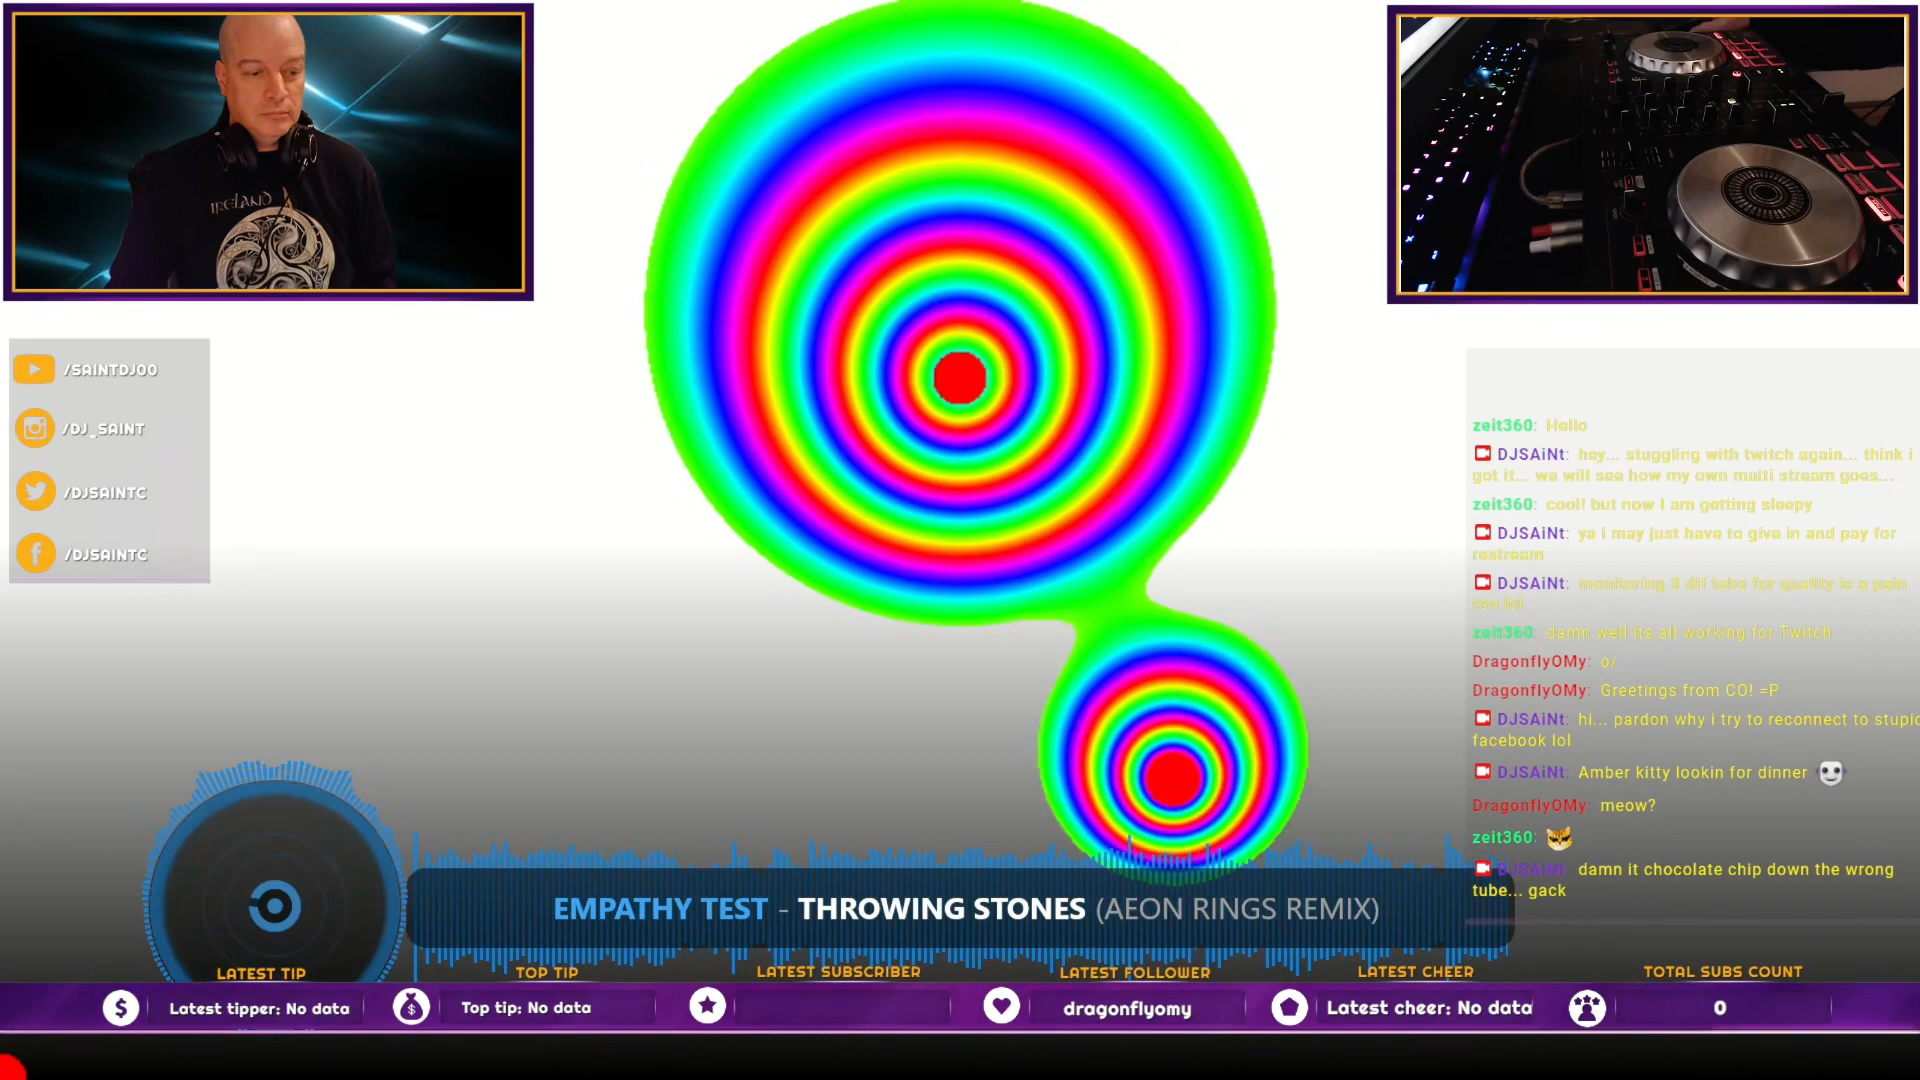 IRELAND
/SAINTDJ00
/DJ_SAINT
/DJSAINTC
/DJSAINTC
zeit360: Hello
DJSAiNt: hey... stuggling with twitch again... think i
got it... we will see how my own multi stream goes...
zeit360: cool! but now I am getting sleepy
DJSAiNt: ya i may just have to give in and pay for
restream
DJSAiNt: monitoring 3 dif tabs for quality is a pain
too lol
zeit360: damn well its all working for Twitch
DragonflyOMy: o/
DragonflyOMy: Greetings from CO! =P
DJSAiNt: hi... pardon why i try to reconnect to stupid
facebook lol
DJSAiNt: Amber kitty lookin for dinner
DragonflyOMy: meow?
zeit360:
DJSAiNt: damn it chocolate chip down the wrong
tube... gack
EMPATHY TEST - THROWING STONES (AEON RINGS REMIX)
LATEST TIP TOP TIP LATEST SUBSCRIBER LATEST FOLLOWER LATEST CHEER TOTAL SUBS COUNT
Latest tipper: No data Top tip: No data dragonflyomy Latest cheer: No data 0